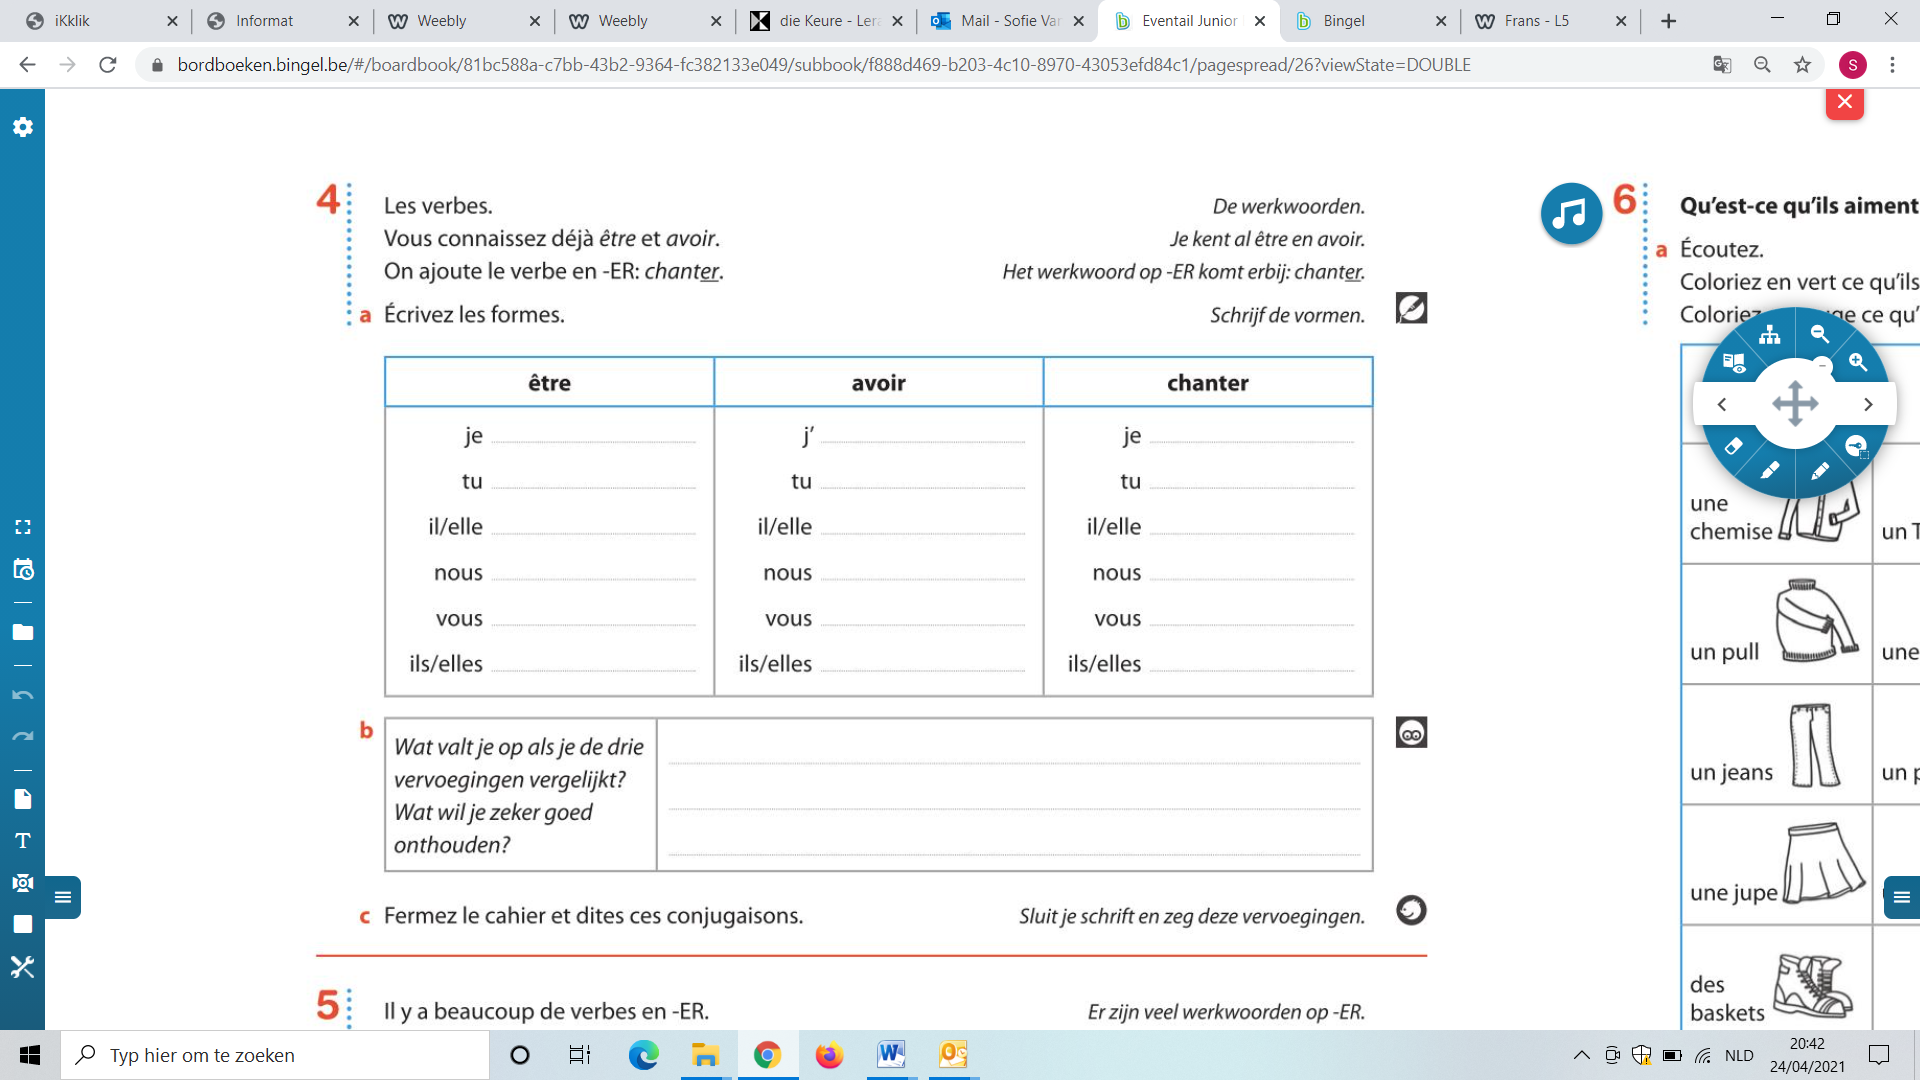 iKklik
Informat
Weebly
Weebly
die Keure - Lera
Mail - Sofie Van
Eventail Junior
Bingel
Frans - L5
bordboeken.bingel.be/#/boardbook/81bc588a-c7bb-43b2-9364-fc382133e049/subbook/f888d469-b203-4c10-8970-43053efd84c1/pagespread/26?viewState=DOUBLE
S
4
Les verbes. De werkwoorden.
Vous connaissez déjà être et avoir. Je kent al être en avoir.
On ajoute le verbe en -ER: chanter. Het werkwoord op -ER komt erbij: chanter.
a Écrivez les formes. Schrijf de vormen.
être avoir chanter
je j' je
tu tu tu
il/elle il/elle il/elle
nous nous nous
vous vous vous
ils/elles ils/elles ils/elles
b
Wat valt je op als je de drie
vervoegingen vergelijkt?
Wat wil je zeker goed
onthouden?
c Fermez le cahier et dites ces conjugaisons. Sluit je schrift en zeg deze vervoegingen.
5 Il y a beaucoup de verbes en -ER. Er zijn veel werkwoorden op -ER.
6 Qu'est-ce qu'ils aiment
a Écoutez.
Coloriez en vert ce qu'ils
Coloriez ce qu'
une
chemise un T
un pull une
un jeans un p
une jupe
des
baskets
T
Typ hier om te zoeken
NLD
20:42
24/04/2021